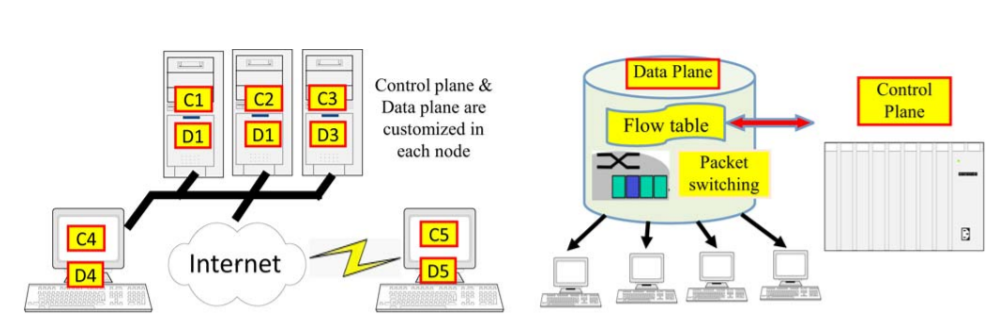 C1
C2
C3
D1
D1
D3
Control plane &
Data plane are
customized in
each node
C4
D4
Internet
C5
D5
Data Plane
Flow table
Packet
switching
Control
Plane